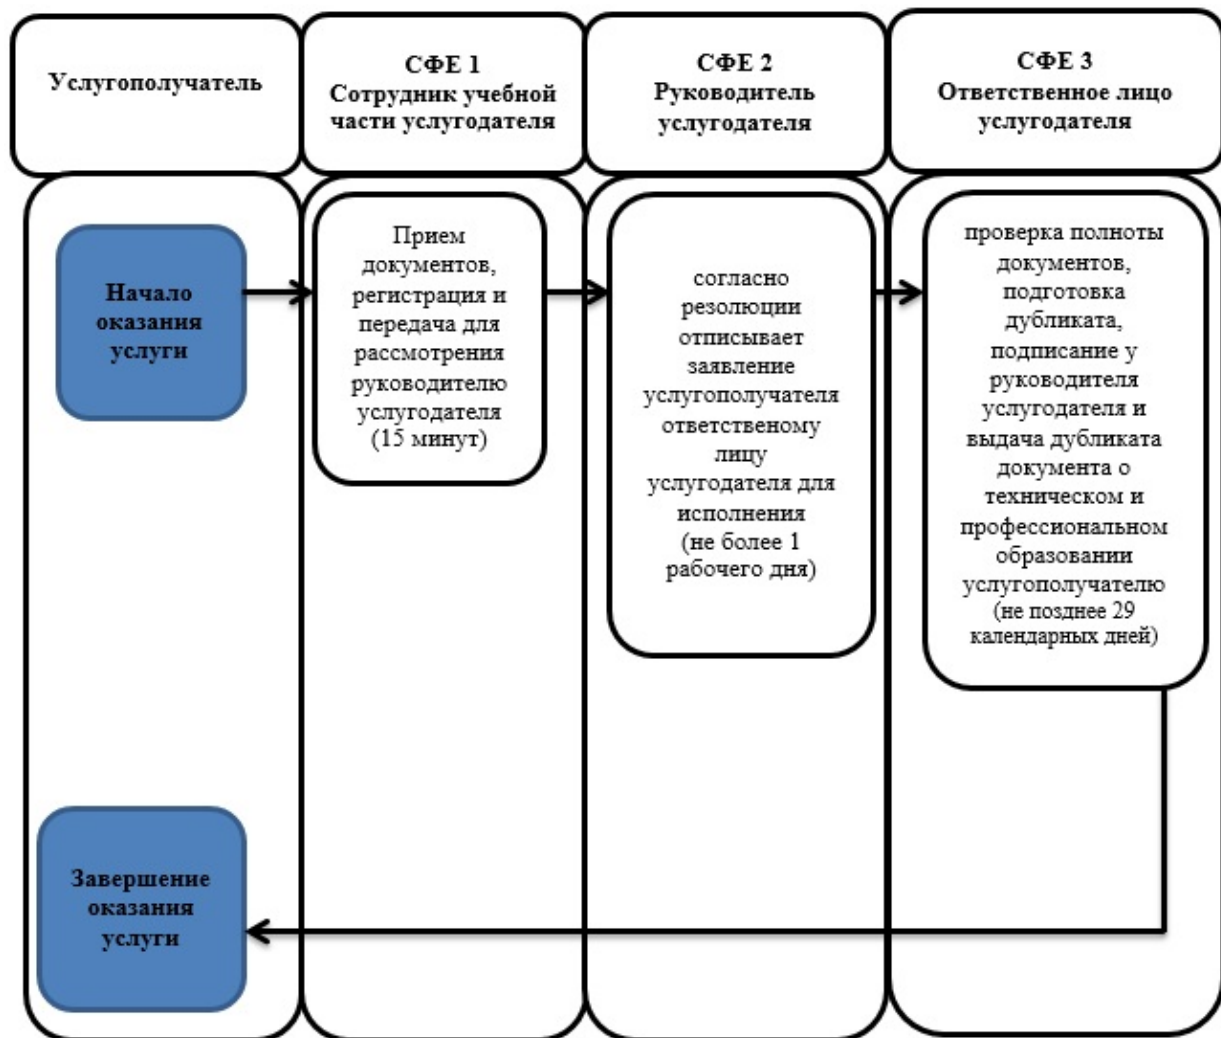 Услугополучатель
СФЕ 1
Сотрудник учебной
части услугодателя
СФЕ 2
Руководитель
услугодателя
СФЕ 3
Ответственное лицо
услугодателя
Начало
оказания
услуги
Прием
документов,
регистрация и
передача для
рассмотрения
руководителю
услугодателя
(15 минут)
согласно
резолюции
отписывает
заявление
услугополучателя
ответственому
лицу
услугодателя для
исполнения
(не более 1
рабочего дня)
проверка полноты
документов,
подготовка
дубликата,
подписание у
руководителя
услугодателя и
выдача дубликата
документа о
техническом и
профессиональном
образовании
услугополучателю
(не позднее 29
календарных дней)
Завершение
оказания
услуги